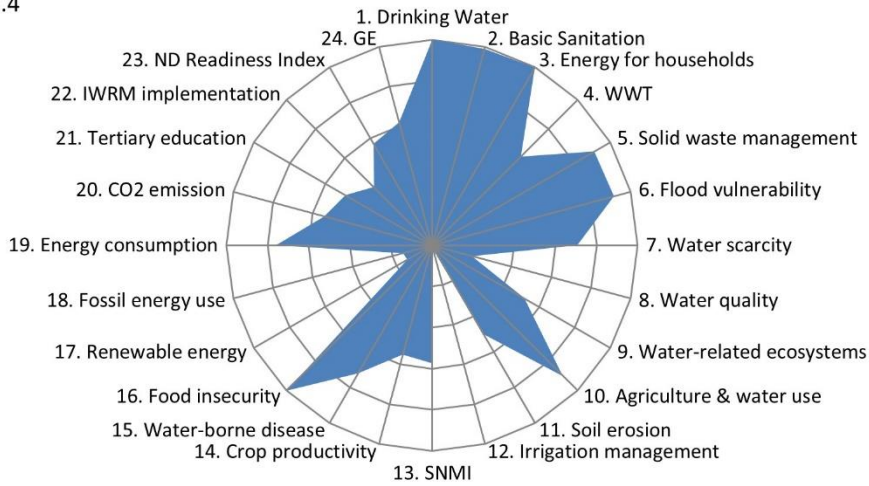 .4
1. Drinking Water
2. Basic Sanitation
3. Energy for households
4. WWT
5. Solid waste management
6. Flood vulnerability
7. Water scarcity
8. Water quality
9. Water-related ecosystems
10. Agriculture & water use
11. Soil erosion
12. Irrigation management
13. SNMI
14. Crop productivity
15. Water-borne disease
16. Food insecurity
17. Renewable energy
18. Fossil energy use
19. Energy consumption
20. CO2 emission
21. Tertiary education
22. IWRM implementation
23. ND Readiness Index
24. GE